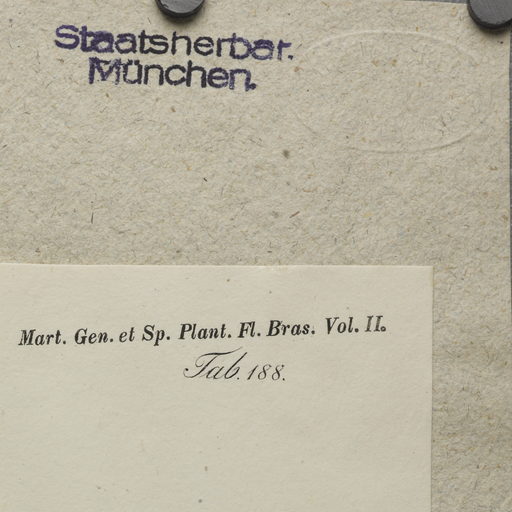 Staatsherbar.
München.
Mart. Gen. et Sp. Plant. Fl. Bras. Vol. II.
Tab. 188.